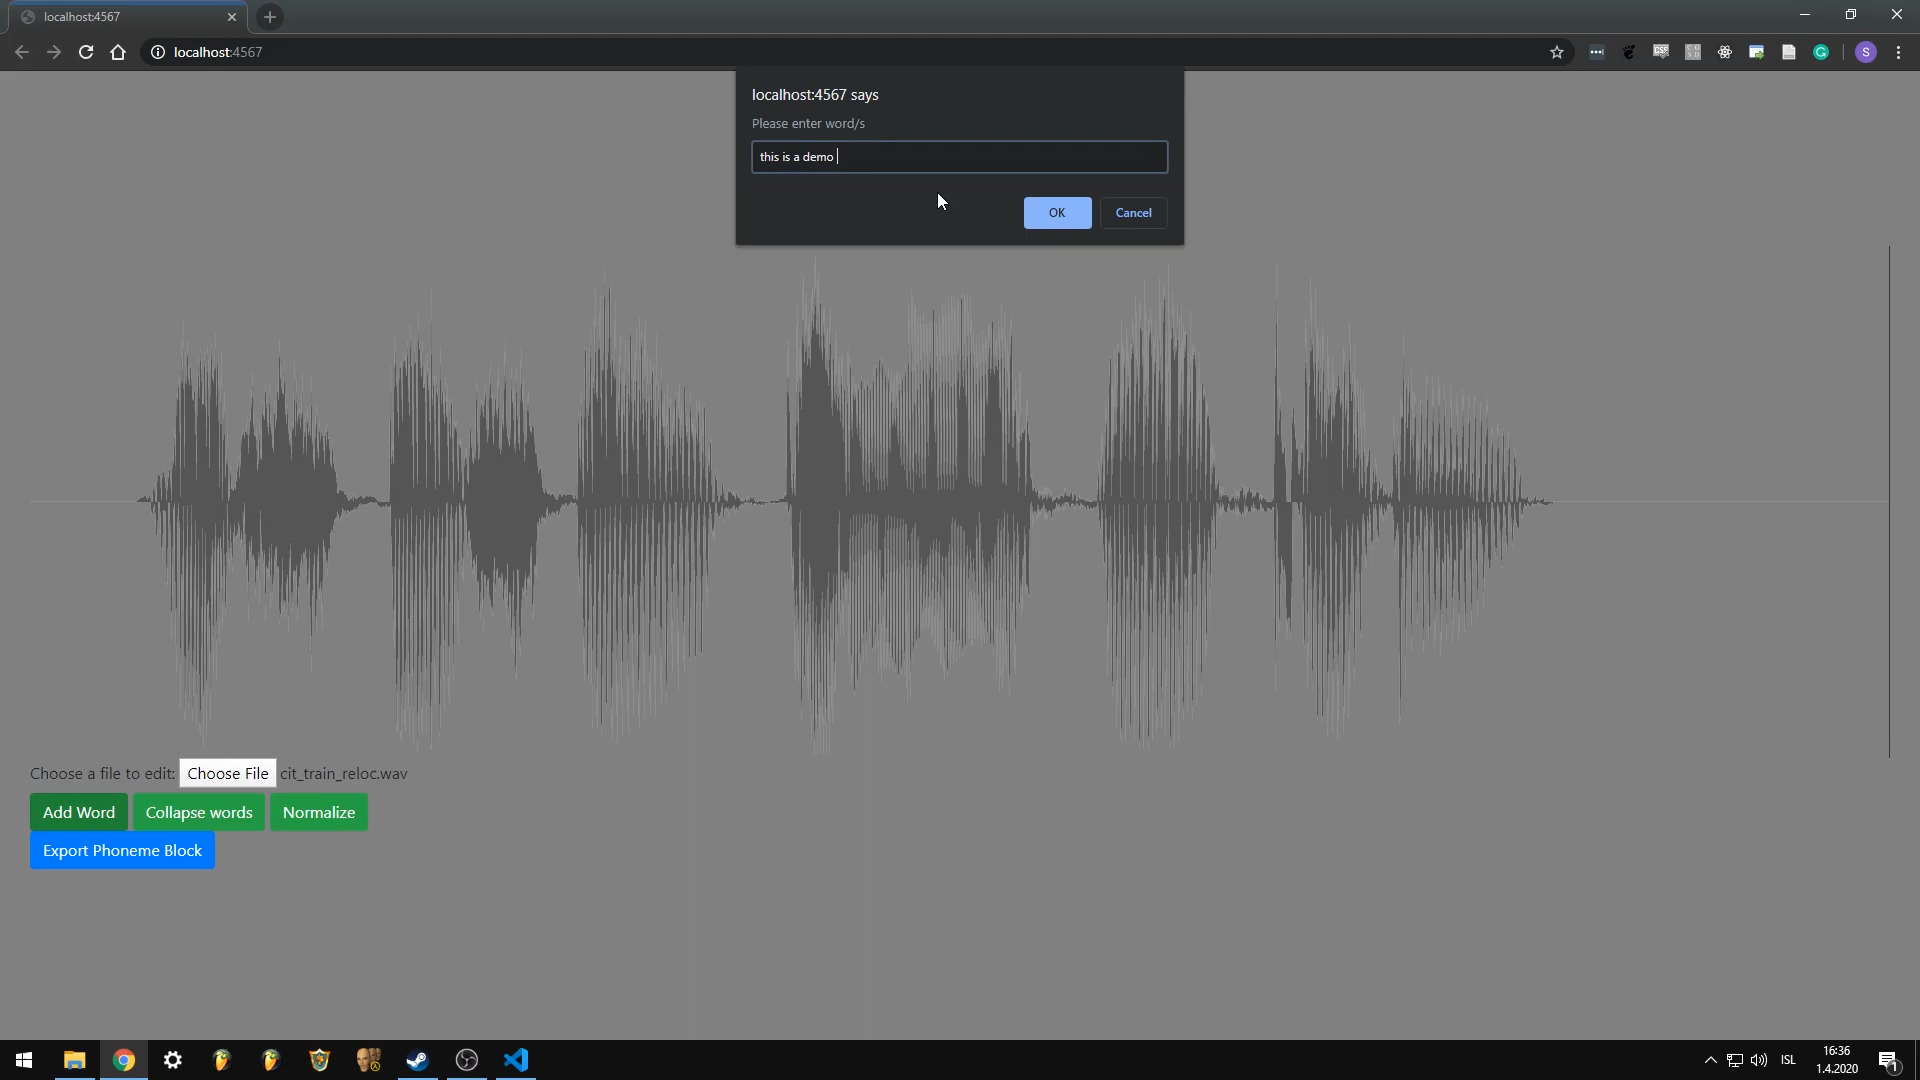 localhost:4567
localhost:4567
S
localhost:4567 says
Please enter word/s
this is a demo
OK
Cancel
Choose a file to edit: Choose File cit_train_reloc.wav
Add Word
Collapse words
Normalize
Export Phoneme Block
ISL
16:36
1.4.2020
1